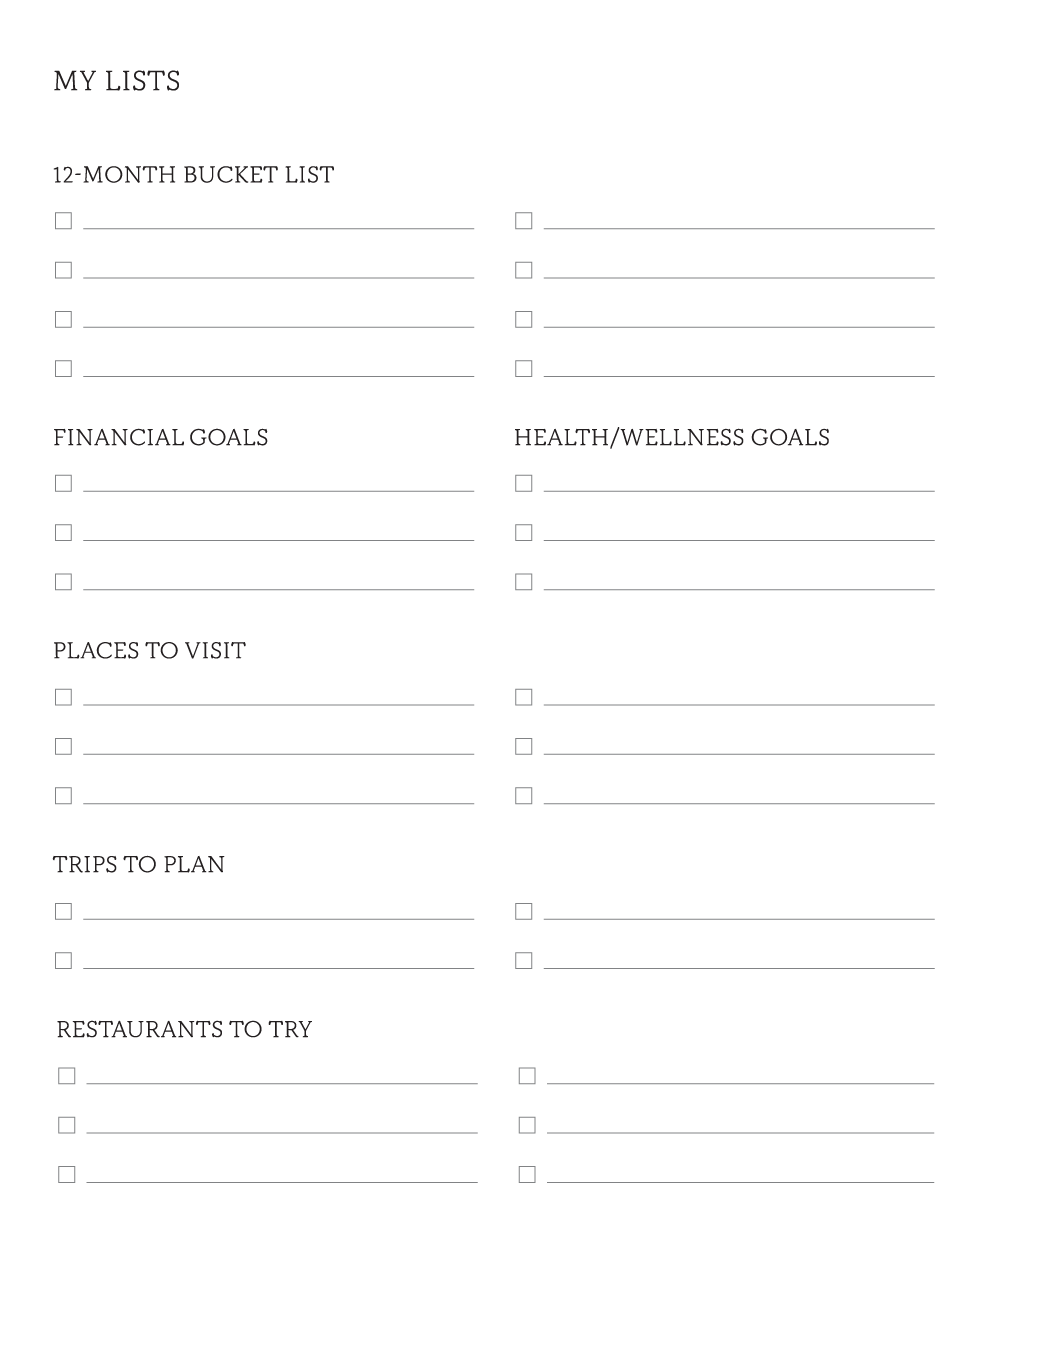 MY LISTS
12-MONTH BUCKET LIST
FINANCIAL GOALS
HEALTH/WELLNESS GOALS
PLACES TO VISIT
TRIPS TO PLAN
RESTAURANTS TO TRY